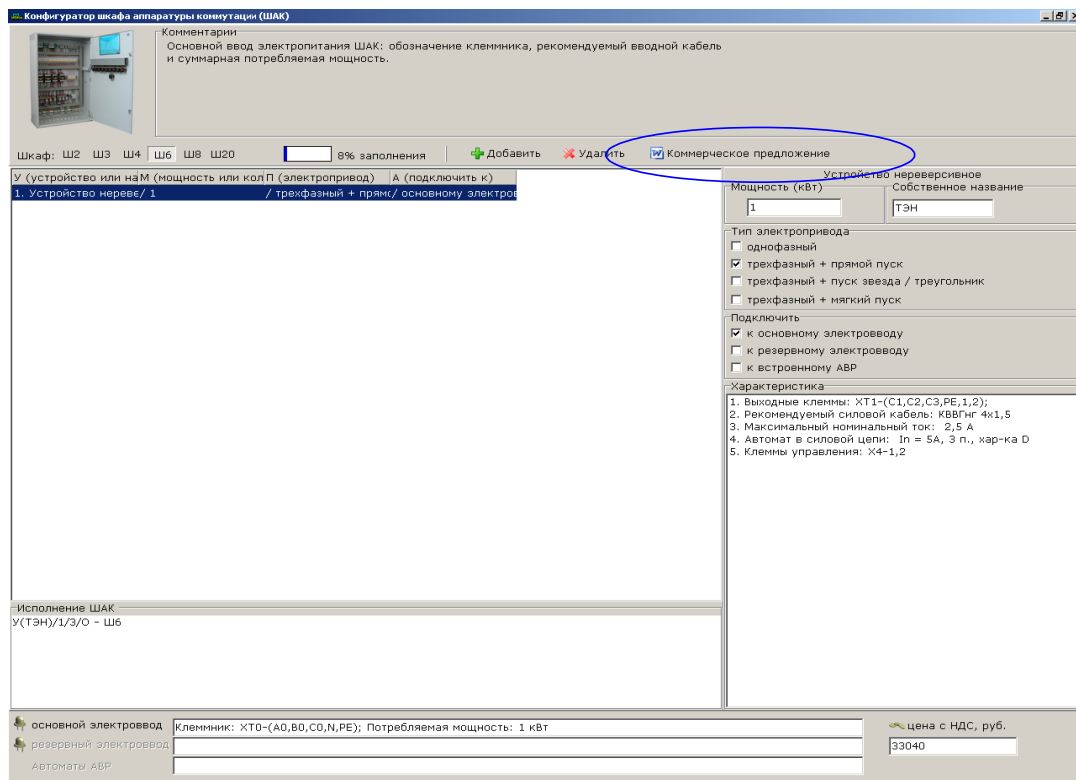 Конфигуратор шкафа аппаратуры коммутации (ШАК)
Комментарии
Основной ввод электропитания ШАК: обозначение клеммника, рекомендуемый вводной кабель
и суммарная потребляемая мощность.
Шкаф: Ш2 Ш3 Ш4 Ш6 Ш8 Ш20 8% заполнения Добавить Удалить Коммерческое предложение
У (устройство или на М (мощность или кол П (электропривод) А (подключить к)
1. Устройство нереве / 1 / трехфазный + прям / основному электров
Устройство нереверсивное
Мощность (кВт) Собственное название
1 ТЭН
Тип электропривода
однофазный
трехфазный + прямой пуск
трехфазный + пуск звезда / треугольник
трехфазный + мягкий пуск
Подключить
к основному электровводу
к резервному электровводу
к встроенному АВР
Характеристика
1. Выходные клеммы: XT1-(C1,C2,C3,PE,1,2);
2. Рекомендуемый силовой кабель: КВВГнг 4x1,5
3. Максимальный номинальный ток: 2,5 А
4. Автомат в силовой цепи: In = 5А, 3 п., хар-ка D
5. Клеммы управления: X4-1,2
Исполнение ШАК
У(ТЭН)/1/3/О - Ш6
основной электроввод Клеммник: XT0-(A0,B0,C0,N,PE); Потребляемая мощность: 1 кВт
резервный электроввод
Автоматы АВР
цена с НДС, руб.
33040